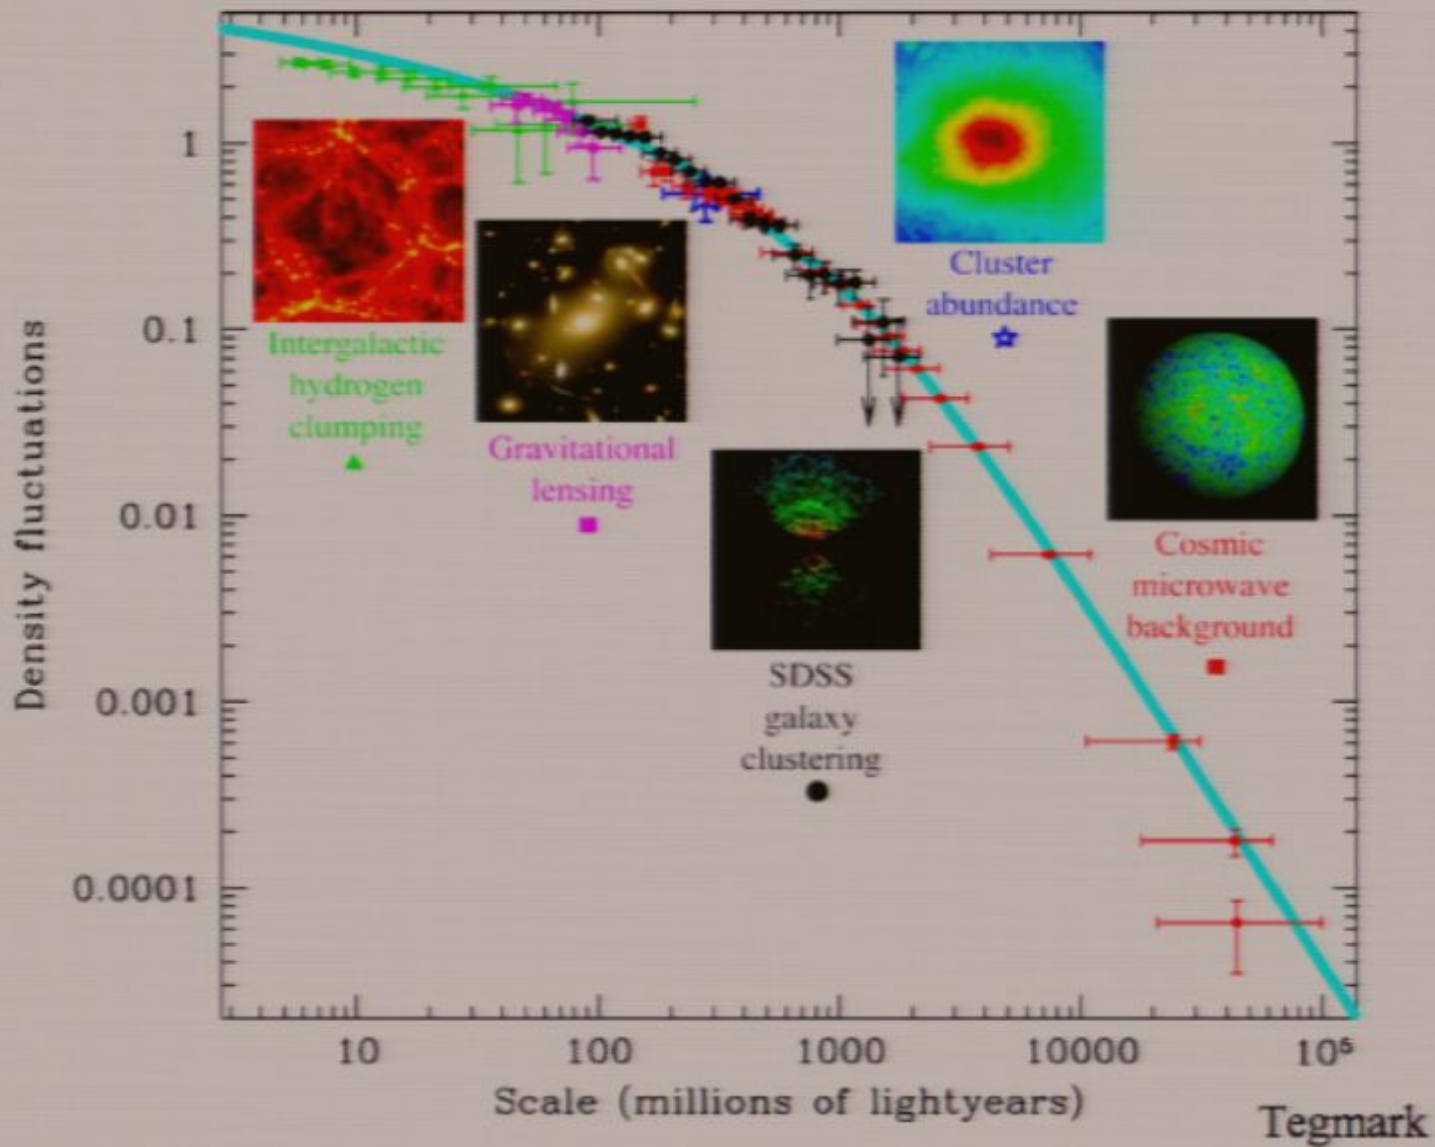 Density fluctuations
1
0.1
0.01
0.001
0.0001
Intergalactic
hydrogen
clumping
Gravitational
lensing
SDSS
galaxy
clustering
Cluster
abundance
Cosmic
microwave
background
10
100
1000
10000
10⁵
Scale (millions of lightyears)
Tegmark